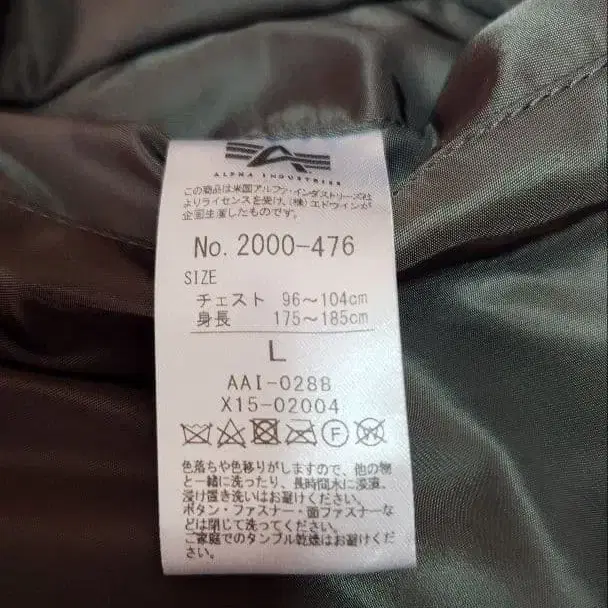 ALPHA INDUSTRIES
この商品は米国アルファ・インダストリーズ社
よりライセンスを受け、(株)エドウィンが
企画生産したものです。
No. 2000-476
SIZE
チェスト 96～104cm
身長 175～185cm
L
AAI-028B
X15-02004
色落ちや色移りがしますので、他の物
と一緒に洗ったり、長時間水に浸漬、
浸け置き洗いはお避けください。
ボタン・ファスナー・面ファスナーな
どは閉じて洗ってください。
ご家庭でのタンブル乾燥はお避けくだ
さい。